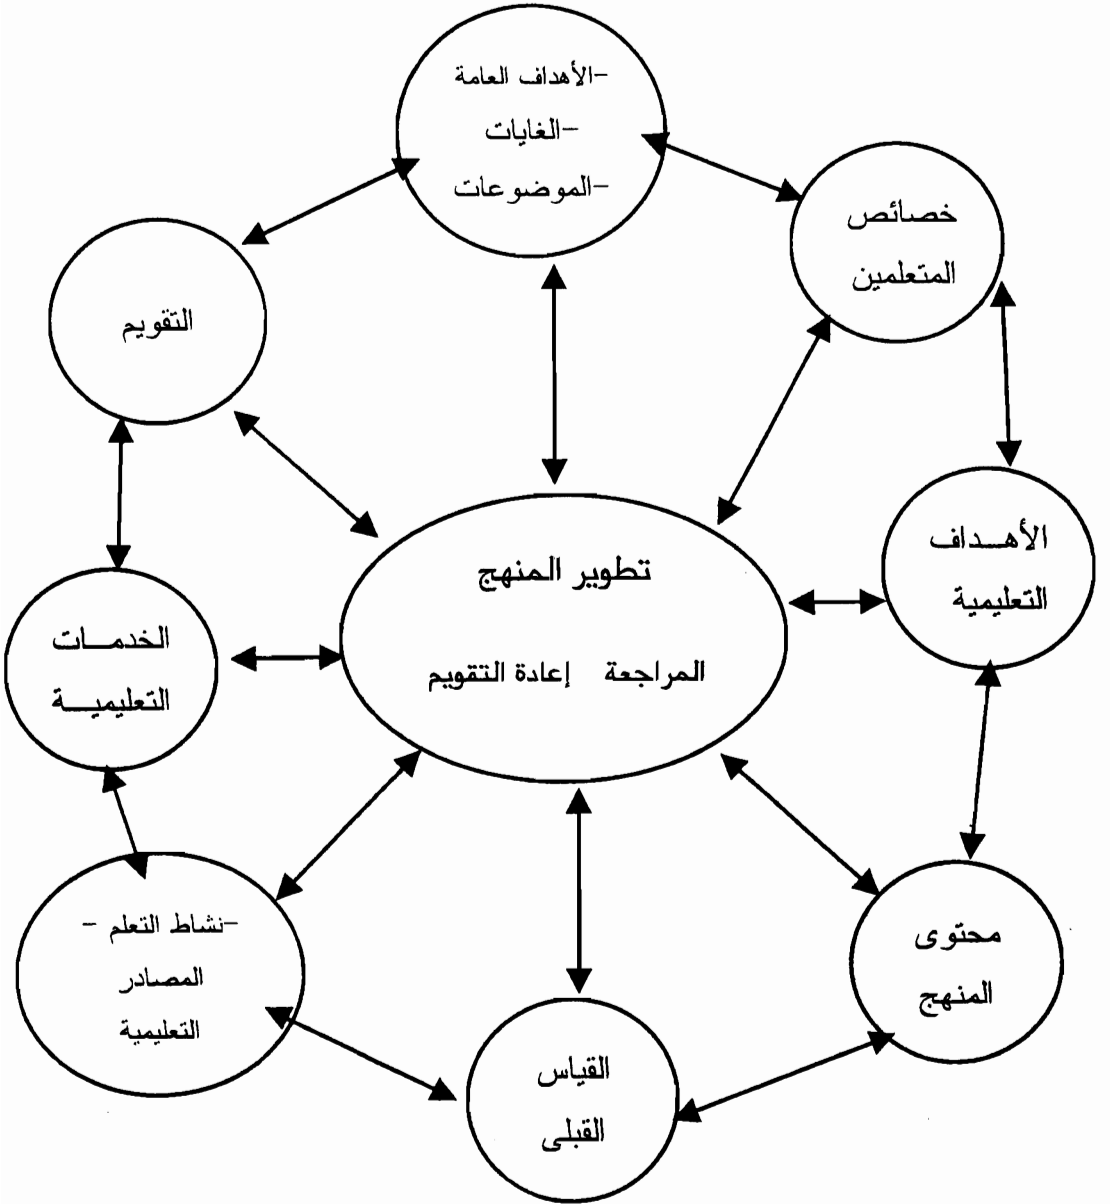 -الأهداف العامة
-الغايات
-الموضوعات
خصائص
المتعلمين
الأهـداف
التعليمية
محتوى
المنهج
القياس
القبلى
-نشاط التعلم -
المصادر
التعليمية
الخدمـات
التعليميـة
التقويم
تطوير المنهج
المراجعة إعادة التقويم